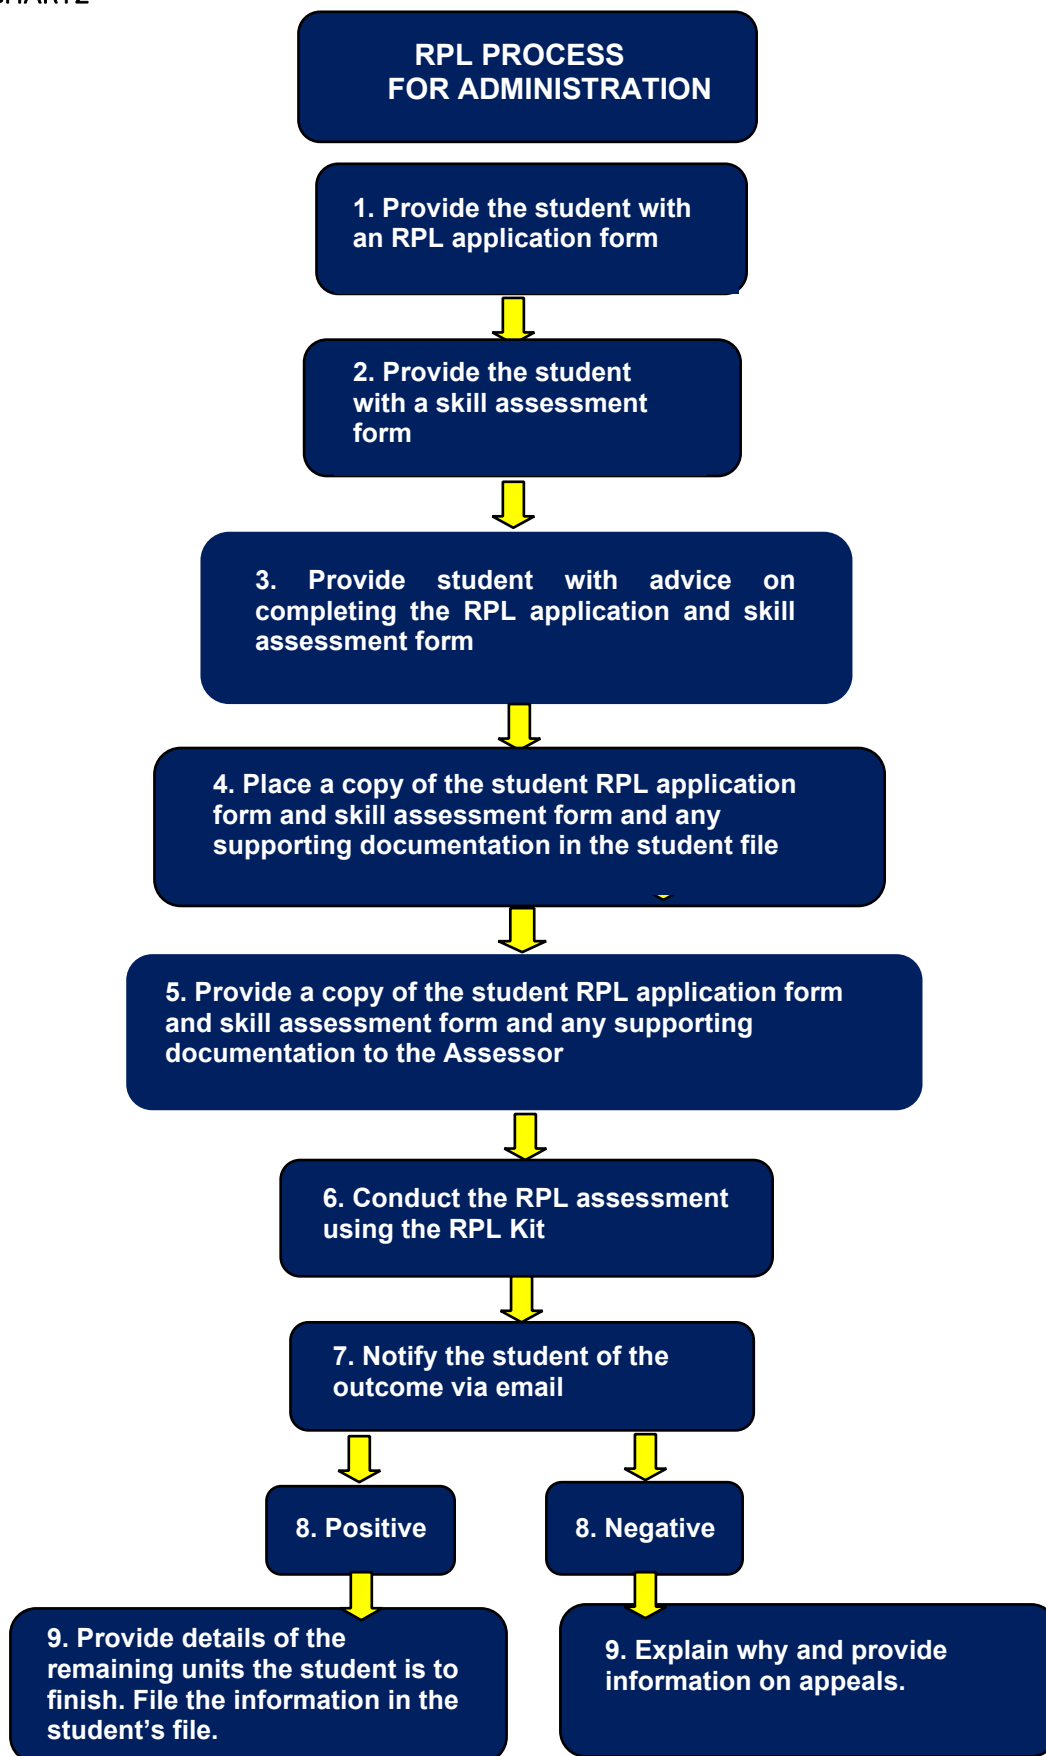 RPL PROCESS
FOR ADMINISTRATION
1. Provide the student with
an RPL application form
2. Provide the student
with a skill assessment
form
3. Provide student with advice on
completing the RPL application and skill
assessment form
4. Place a copy of the student RPL application
form and skill assessment form and any
supporting documentation in the student file
5. Provide a copy of the student RPL application form
and skill assessment form and any supporting
documentation to the Assessor
6. Conduct the RPL assessment
using the RPL Kit
7. Notify the student of the
outcome via email
8. Positive
8. Negative
9. Provide details of the
remaining units the student is to
finish. File the information in the
student’s file.
9. Explain why and provide
information on appeals.